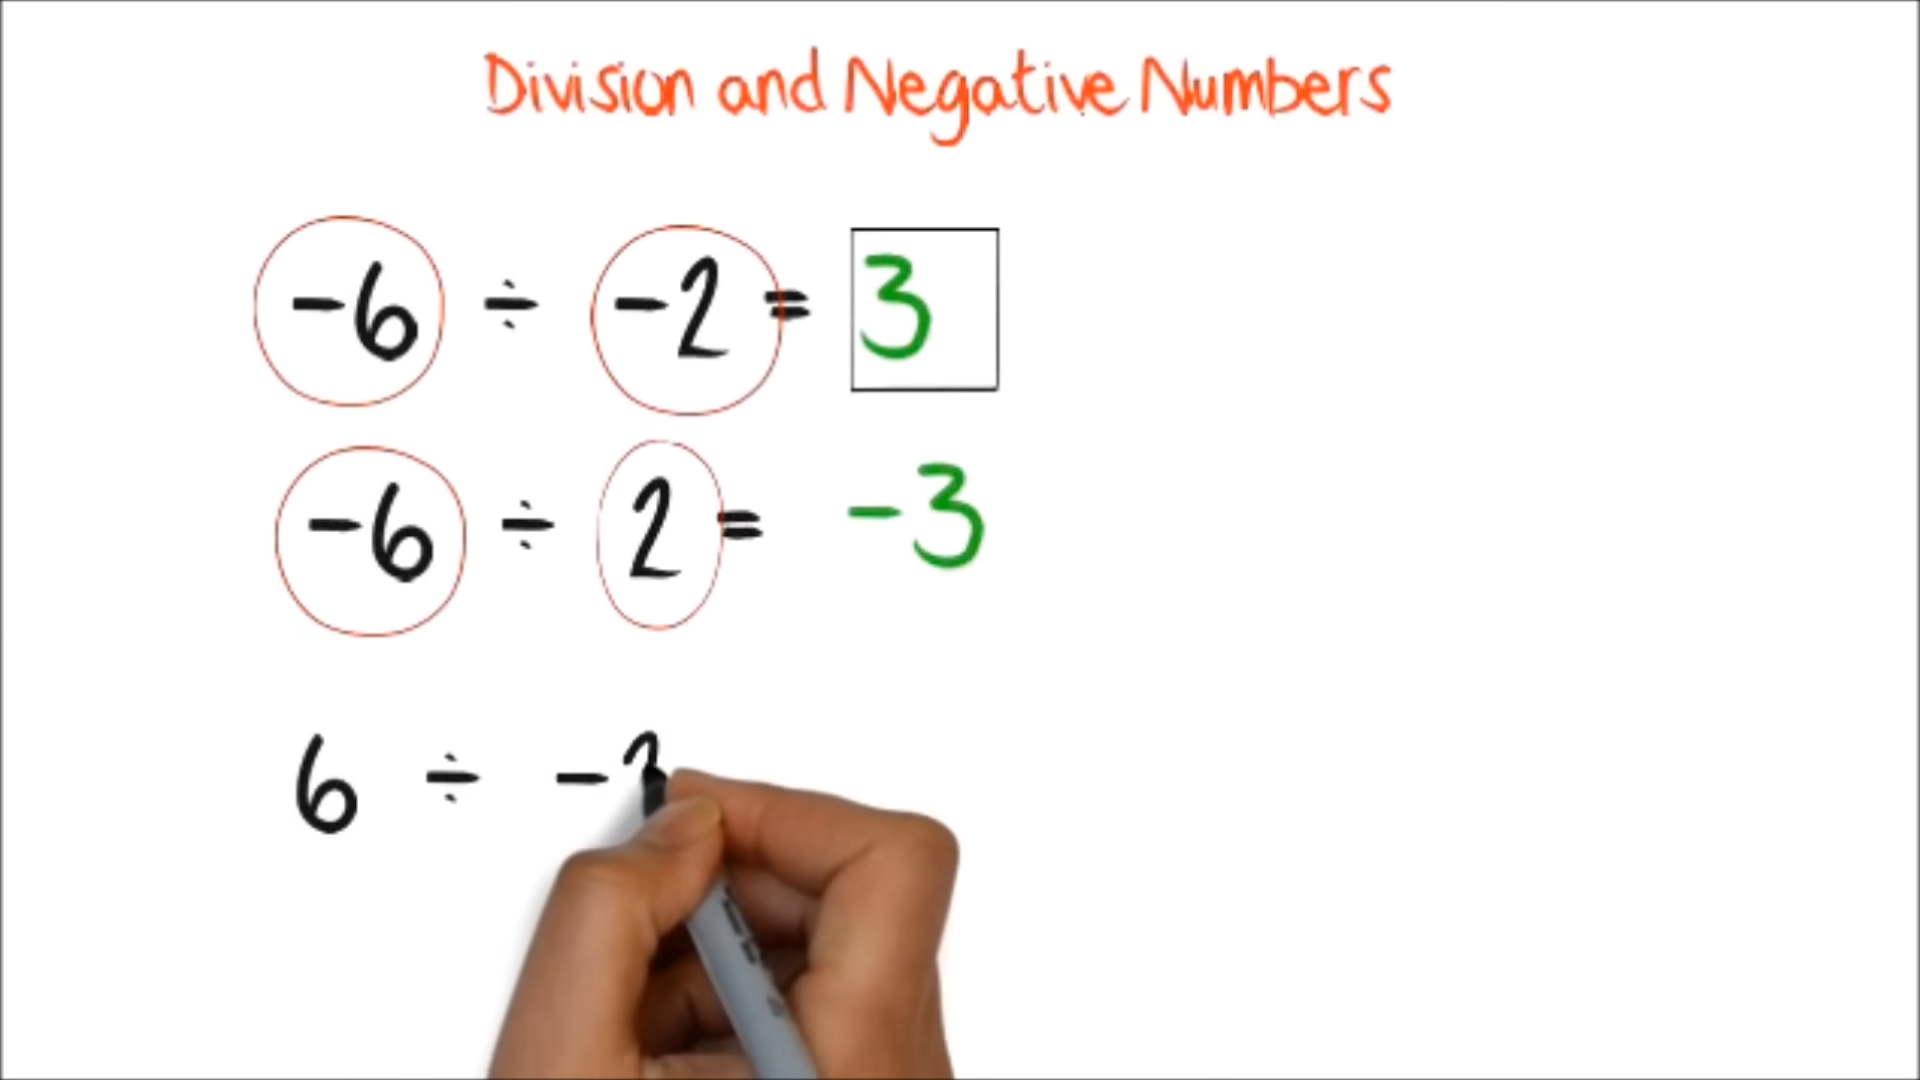 Division and Negative Numbers
-6 ÷ -2 = 3
-6 ÷ 2 = -3
6 ÷ -